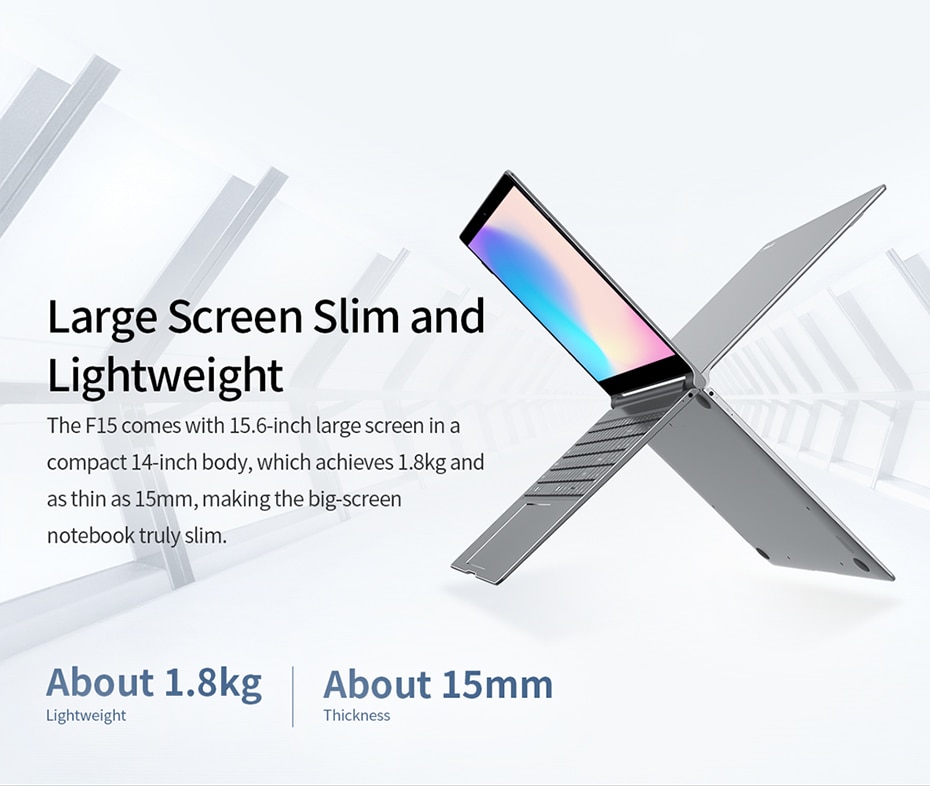 Large Screen Slim and
Lightweight
The F15 comes with 15.6-inch large screen in a
compact 14-inch body, which achieves 1.8kg and
as thin as 15mm, making the big-screen
notebook truly slim.
About 1.8kg
Lightweight
About 15mm
Thickness